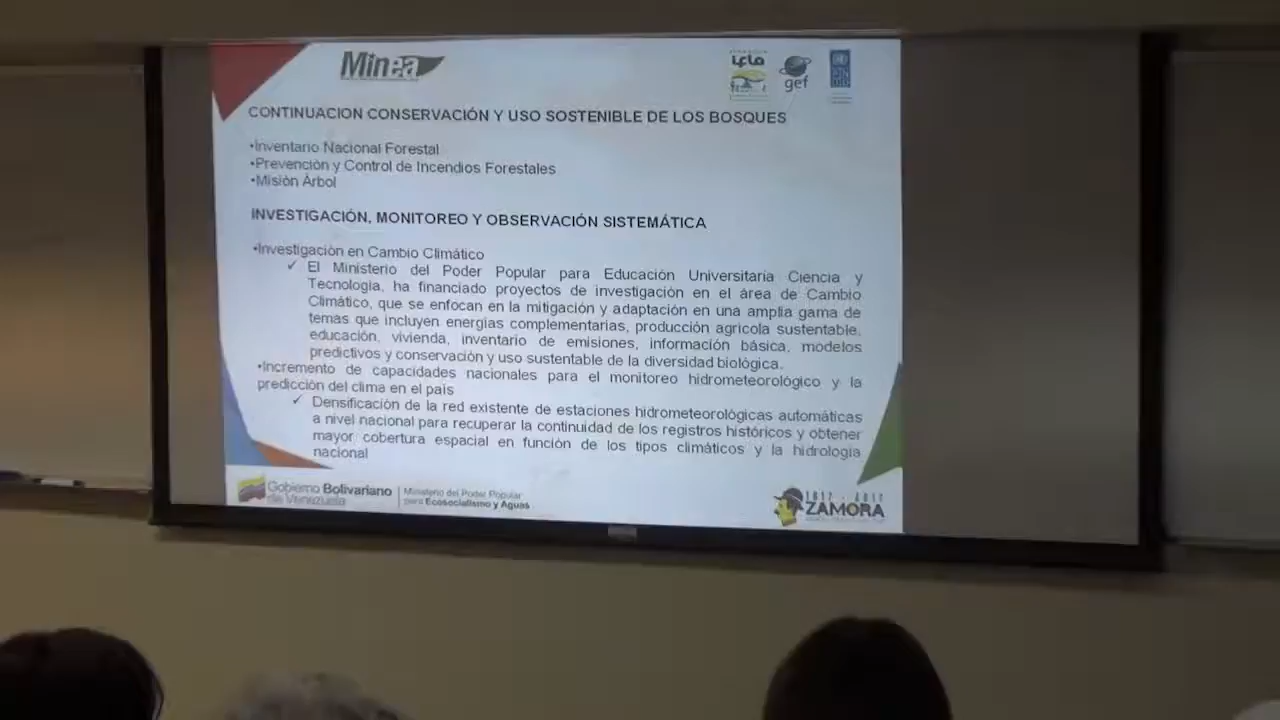 Minea
gef
CONTINUACION CONSERVACIÓN Y USO SOSTENIBLE DE LOS BOSQUES
•Inventario Nacional Forestal
•Prevención y Control de Incendios Forestales
•Misión Árbol
INVESTIGACIÓN, MONITOREO Y OBSERVACIÓN SISTEMÁTICA
•Investigación en Cambio Climático
✓ El Ministerio del Poder Popular para Educación Universitaria Ciencia y
Tecnología, ha financiado proyectos de investigación en el área de Cambio
Climático, que se enfocan en la mitigación y adaptación en una amplia gama de
temas que incluyen energías complementarias, producción agrícola sustentable,
educación, vivienda, inventario de emisiones, información básica, modelos
predictivos y conservación y uso sustentable de la diversidad biológica.
•Incremento de capacidades nacionales para el monitoreo hidrometeorológico y la
predicción del clima en el país
✓ Densificación de la red existente de estaciones hidrometeorológicas automáticas
a nivel nacional para recuperar la continuidad de los registros históricos y obtener
mayor cobertura espacial en función de los tipos climáticos y la hidrología
nacional
Gobierno Bolivariano
de Venezuela
Ministerio del Poder Popular
para Ecosocialismo y Aguas
1817 - 2017
ZAMORA